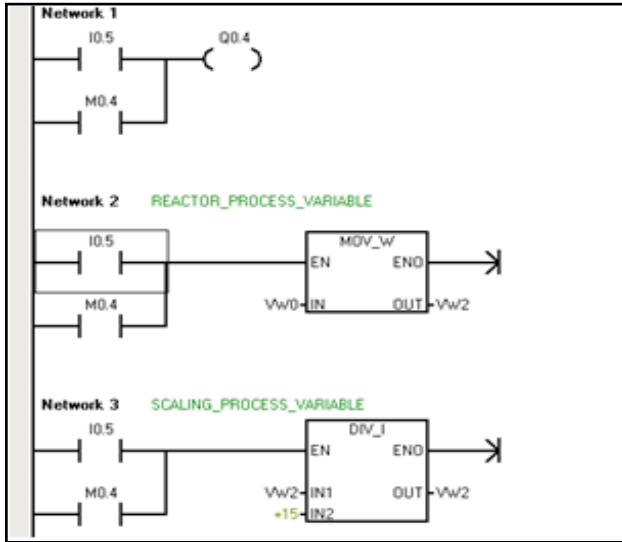 Network 1
I0.5 Q0.4
M0.4
Network 2 REACTOR_PROCESS_VARIABLE
I0.5 MOV_W
EN ENO
M0.4 VW0 IN OUT VW2
Network 3 SCALING_PROCESS_VARIABLE
I0.5 DIV_I
EN ENO
M0.4 VW2 IN1 OUT VW2
+15 IN2